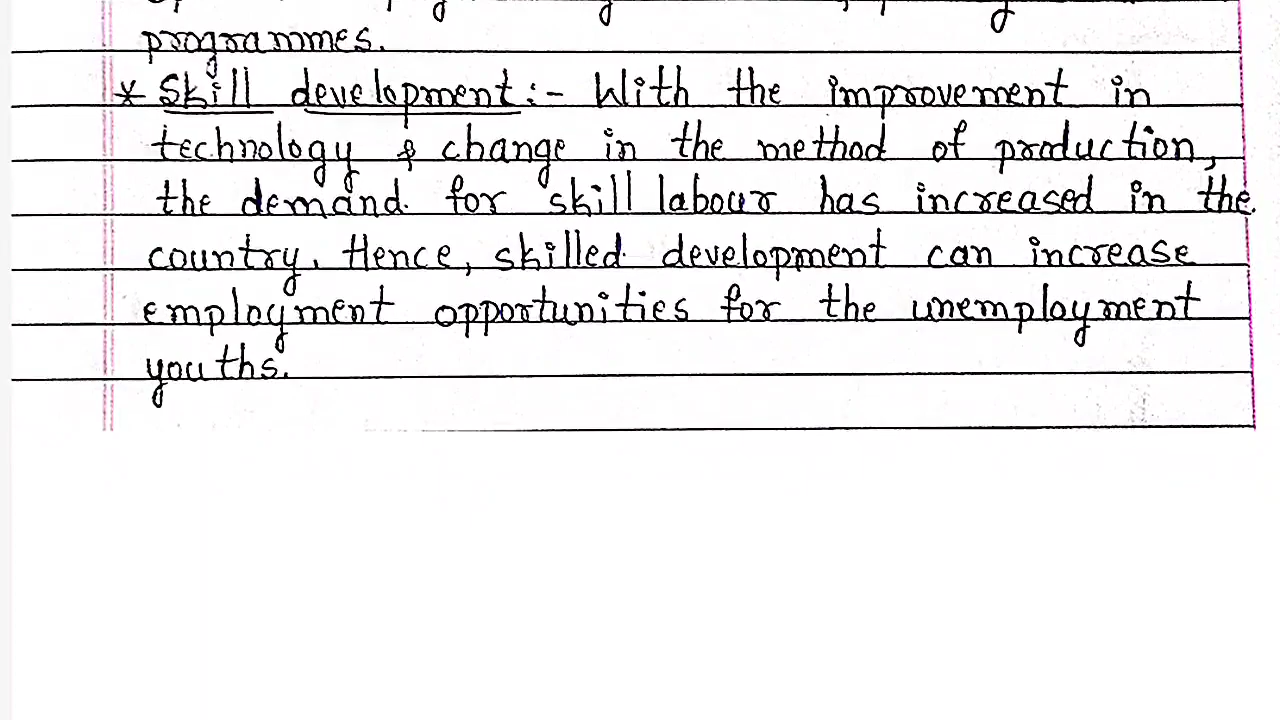 programmes.
* Skill development :- With the improvement in
technology & change in the method of production,
the demand. for skill labour has increased in the.
country. Hence, skilled. development can increase
employment opportunities for the unemployment
youths.